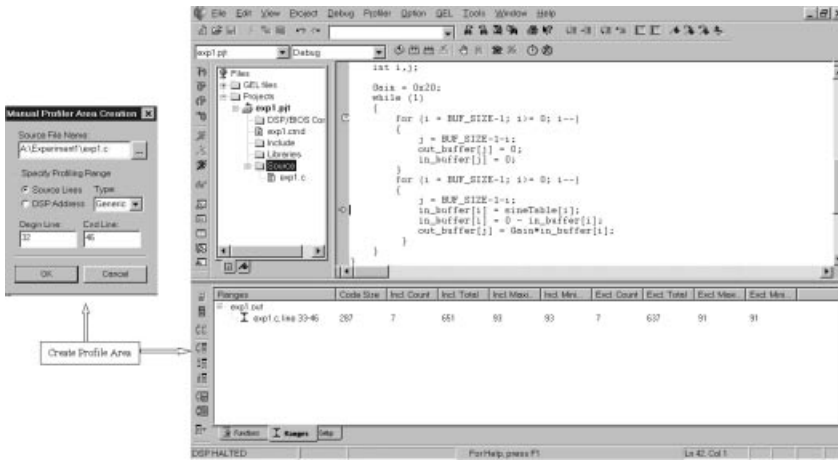 File Edit View Project Debug Profiler Option GEL Tools Window Help
exp1.pjt
Debug
Files
GEL files
Projects
exp1.pjt
DSP/BIOS Con
exp1.cmd
Include
Libraries
Source
exp1.c
int i,j;
Gain = 0x20;
while (1)
{
for (i = BUF_SIZE-1; i>= 0; i--)
{
j = BUF_SIZE-1-i;
out_buffer[j] = 0;
in_buffer[j] = 0;
}
for (i = BUF_SIZE-1; i>= 0; i--)
{
j = BUF_SIZE-1-i;
in_buffer[i] = sineTable[i];
in_buffer[i] = 0 - in_buffer[i];
out_buffer[j] = Gain*in_buffer[i];
}
}
Manual Profiler Area Creation
Source File Name:
A:\Experiment1\exp1.c
...
Specify Profiling Range
Source Lines Type:
DSP Address Generic
Begin Line: End Line:
32 46
OK Cancel
Create Profile Area
Ranges Code Size Incl. Count Incl. Total Incl. Maxi... Incl. Mini... Excl. Count Excl. Total Excl. Maxi... Excl. Mini...
exp1.out
exp1.c, line 33-46 287 7 651 93 93 7 637 91 91
Functions Ranges Setup
DSP HALTED
For Help, press F1
Ln 42, Col 1